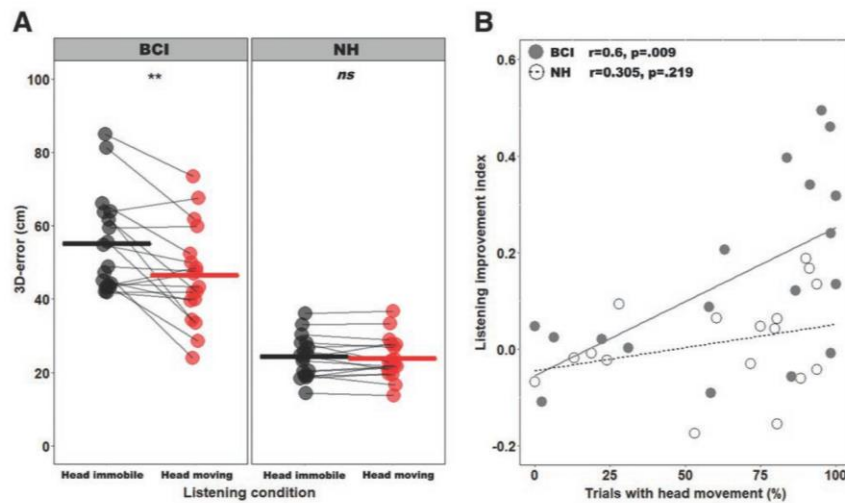 A
BCI
NH
**
ns
100
80
60
40
20
0
3D-error (cm)
Head immobile
Head moving
Head immobile
Head moving
Listening condition
B
BCI r=0.6, p=.009
NH r=0.305, p=.219
0.6
0.4
0.2
0.0
-0.2
Listening improvement index
0
25
50
75
100
Trials with head movement (%)